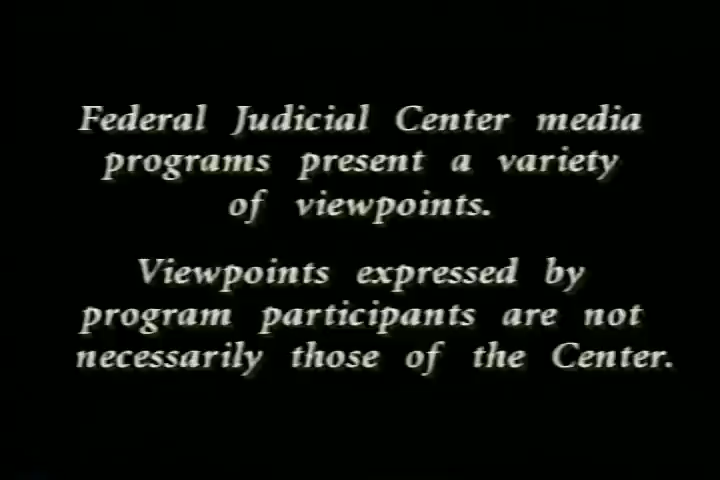 Federal Judicial Center media
programs present a variety
of viewpoints.
Viewpoints expressed by
program participants are not
necessarily those of the Center.